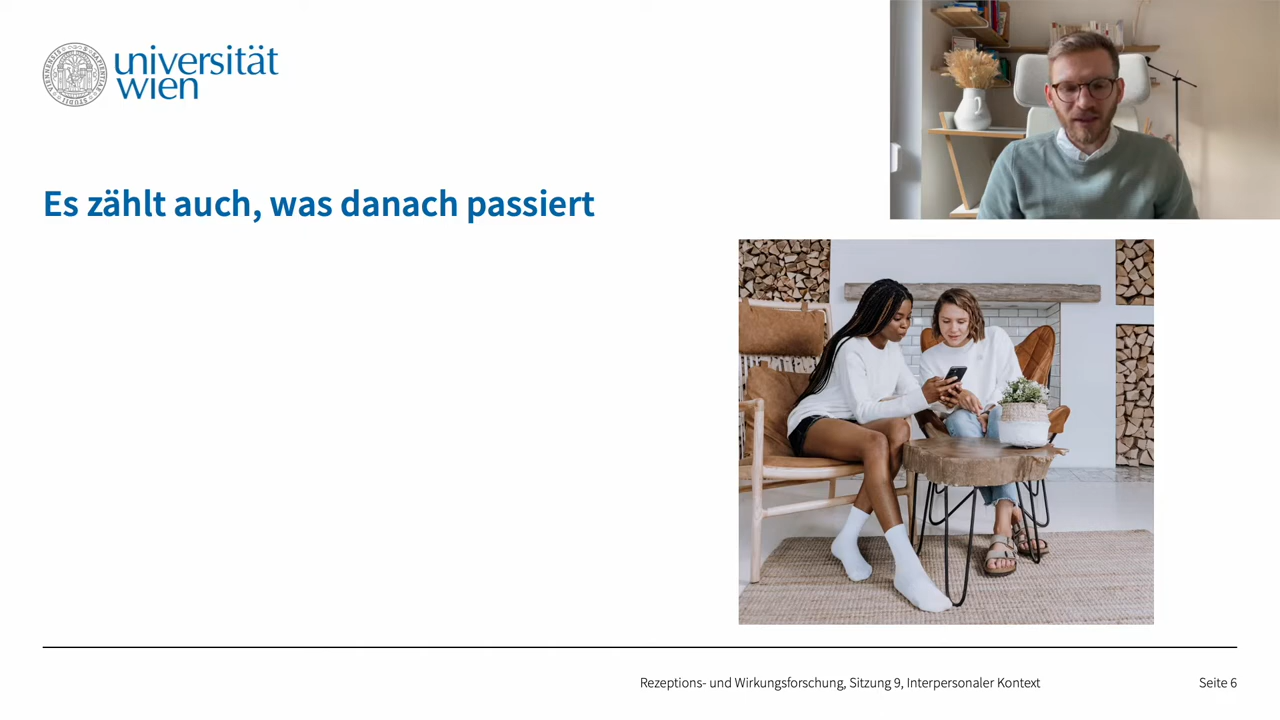 universität
wien
Es zählt auch, was danach passiert
Rezeptions- und Wirkungsforschung, Sitzung 9, Interpersonaler Kontext
Seite 6